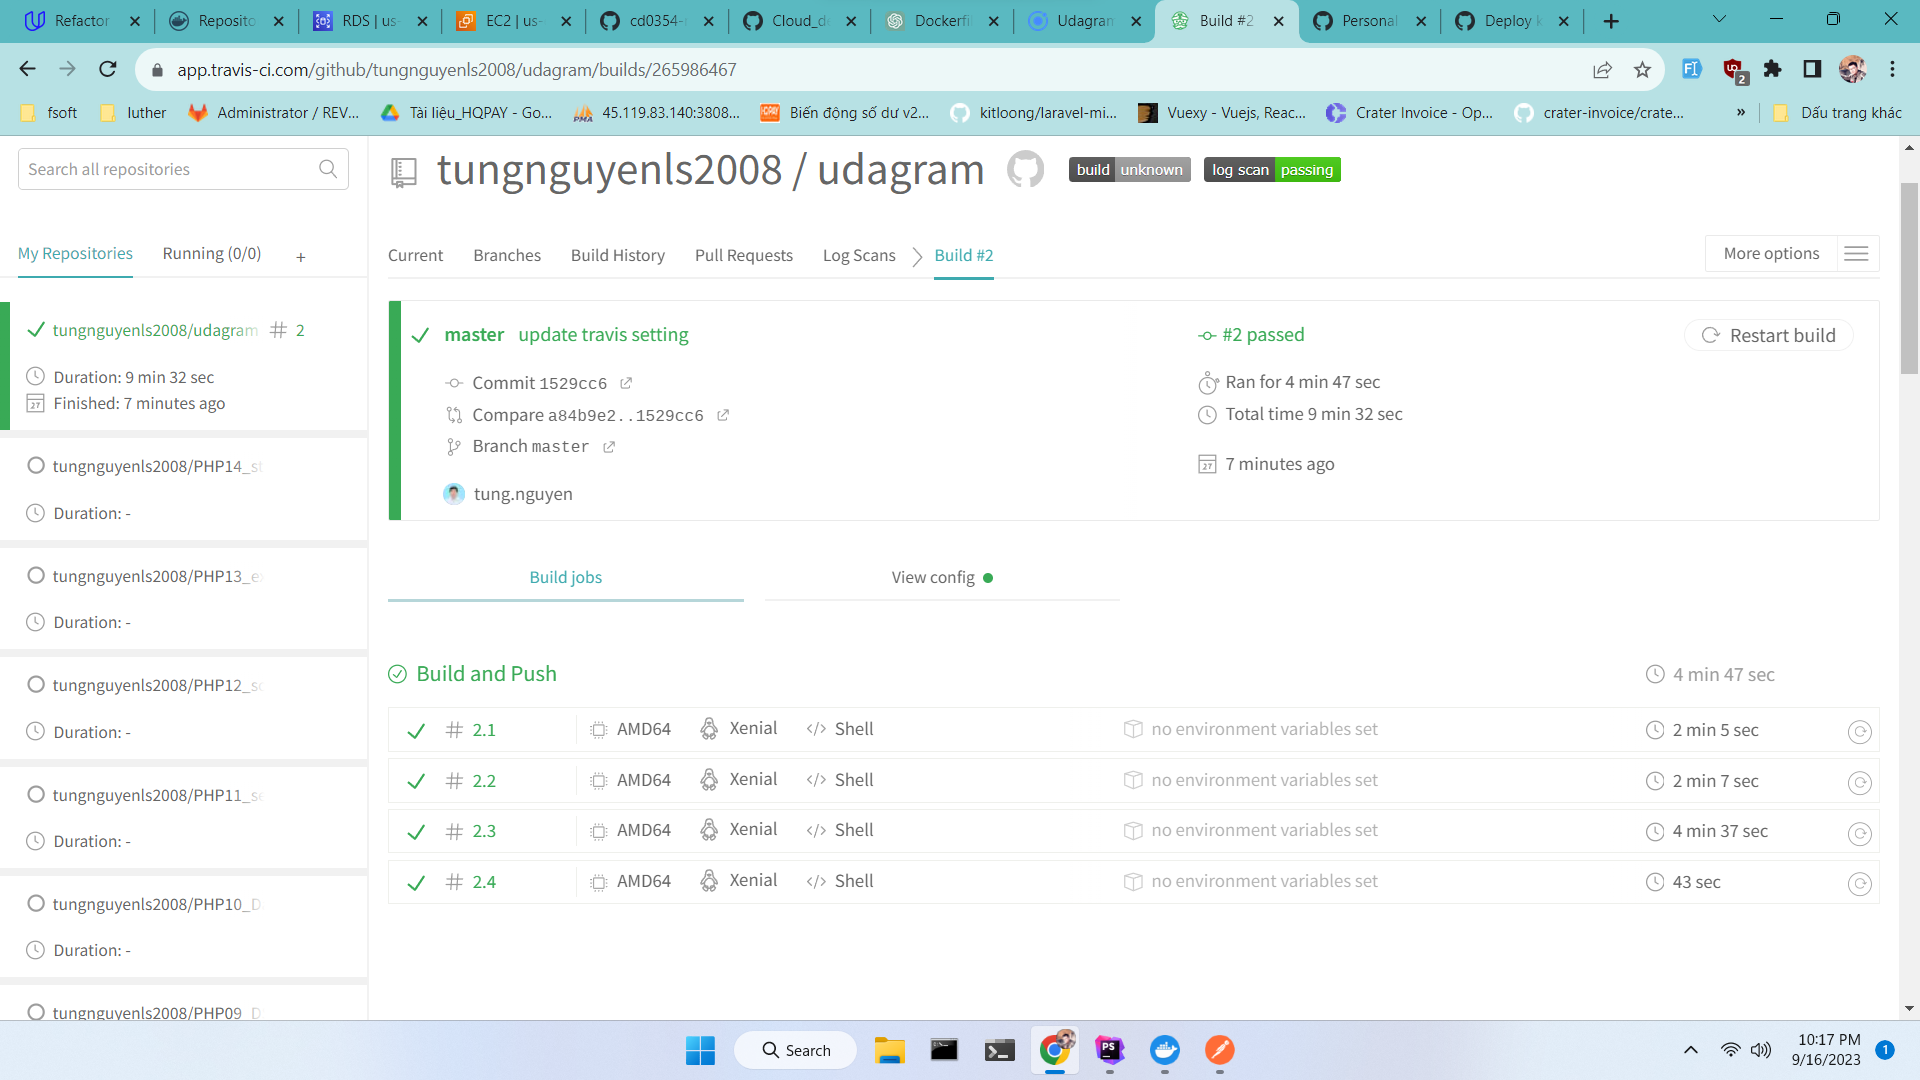 Refactor
Reposito
RDS | us-
EC2 | us-
cd0354-
Cloud_de
Dockerfil
Udagram
Build #2
Personal
Deploy k
app.travis-ci.com/github/tungnguyenls2008/udagram/builds/265986467
2
fsoft
luther
Administrator / REV...
Tài liệu_HQPAY - Go...
45.119.83.140:3808...
Biến động số dư v2...
kitloong/laravel-mi...
Vuexy - Vuejs, Reac...
Crater Invoice - Op...
crater-invoice/crate...
»
Dấu trang khác
Search all repositories
tungnguyenls2008 / udagram
build unknown
log scan passing
My Repositories
Running (0/0)
+
Current
Branches
Build History
Pull Requests
Log Scans
Build #2
More options
tungnguyenls2008/udagram # 2
Duration: 9 min 32 sec
Finished: 7 minutes ago
master update travis setting
#2 passed
Restart build
Commit 1529cc6
Ran for 4 min 47 sec
Compare a84b9e2..1529cc6
Total time 9 min 32 sec
Branch master
7 minutes ago
tung.nguyen
tungnguyenls2008/PHP14_st
Duration: -
tungnguyenls2008/PHP13_e
Duration: -
tungnguyenls2008/PHP12_so
Duration: -
tungnguyenls2008/PHP11_se
Duration: -
tungnguyenls2008/PHP10_D
Duration: -
tungnguyenls2008/PHP09_D
Build jobs
View config
Build and Push
4 min 47 sec
# 2.1 AMD64 Xenial </> Shell no environment variables set 2 min 5 sec
# 2.2 AMD64 Xenial </> Shell no environment variables set 2 min 7 sec
# 2.3 AMD64 Xenial </> Shell no environment variables set 4 min 37 sec
# 2.4 AMD64 Xenial </> Shell no environment variables set 43 sec
Search
PS
10:17 PM
9/16/2023
1